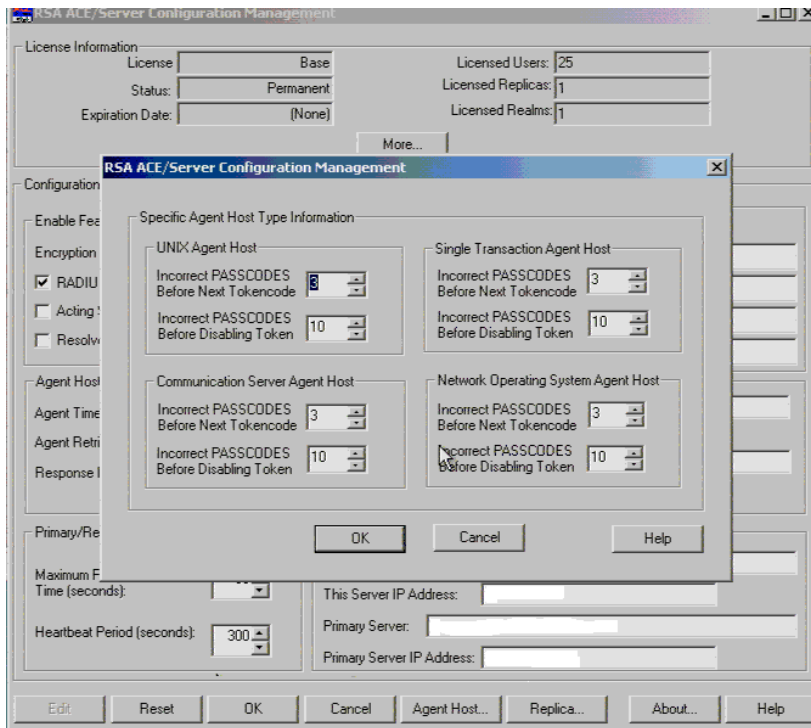 RSA ACE/Server Configuration Management
License Information
License Base
Licensed Users: 25
Status: Permanent
Licensed Replicas: 1
Expiration Date: (None)
Licensed Realms: 1
More...
RSA ACE/Server Configuration Management
Configuration
Specific Agent Host Type Information
Enable Fea
UNIX Agent Host
Incorrect PASSCODES
Before Next Tokencode 3
Incorrect PASSCODES
Before Disabling Token 10
Single Transaction Agent Host
Incorrect PASSCODES
Before Next Tokencode 3
Incorrect PASSCODES
Before Disabling Token 10
Encryption
RADIU
Acting
Resolv
Agent Host
Communication Server Agent Host
Incorrect PASSCODES
Before Next Tokencode 3
Incorrect PASSCODES
Before Disabling Token 10
Network Operating System Agent Host
Incorrect PASSCODES
Before Next Tokencode 3
Incorrect PASSCODES
Before Disabling Token 10
Agent Time
Agent Retri
Response
Primary/Re
OK Cancel Help
Maximum
Time (seconds):
This Server IP Address:
Heartbeat Period (seconds): 300
Primary Server:
Primary Server IP Address:
Edit Reset OK Cancel Agent Host... Replica... About... Help